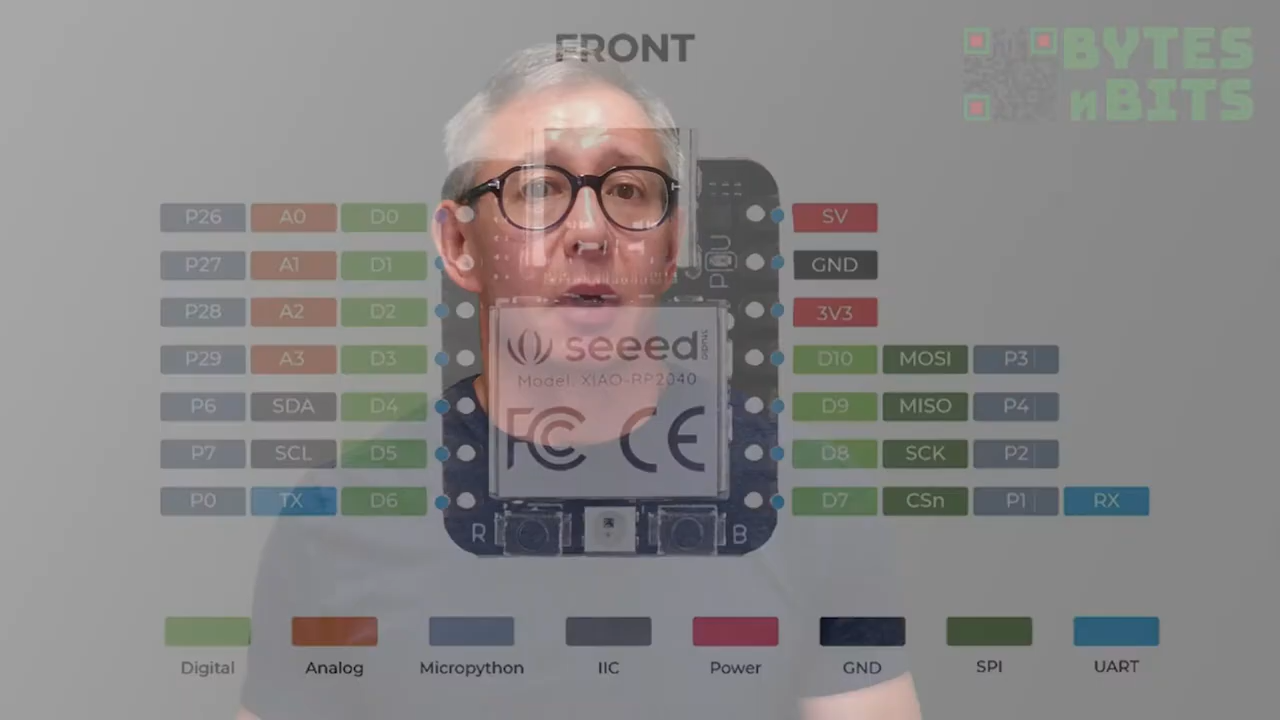 FRONT
BYTES
nBITS
P26 A0 D0 SV
P27 A1 D1 GND
P28 A2 D2 3V3
P29 A3 D3 D10 MOSI P3
P6 SDA D4 D9 MISO P4
P7 SCL D5 D8 SCK P2
P0 TX D6 D7 CSn P1 RX
seeed studio
Model: XIAO-RP2040
FC CE
R B
Digital Analog Micropython IIC Power GND SPI UART